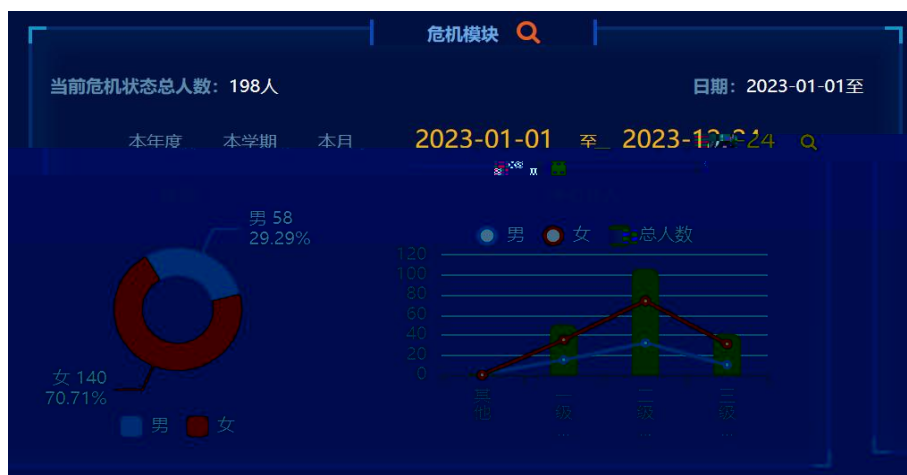 危机模块
当前危机状态总人数：198人
日期：2023-01-01至
本年度 本学期 本月 2023-01-01 至
男 58
29.29%
女 140
70.71%
男 女
男 女 总人数
120
100
80
60
40
20
0
其他 一级... 二级... 三级...